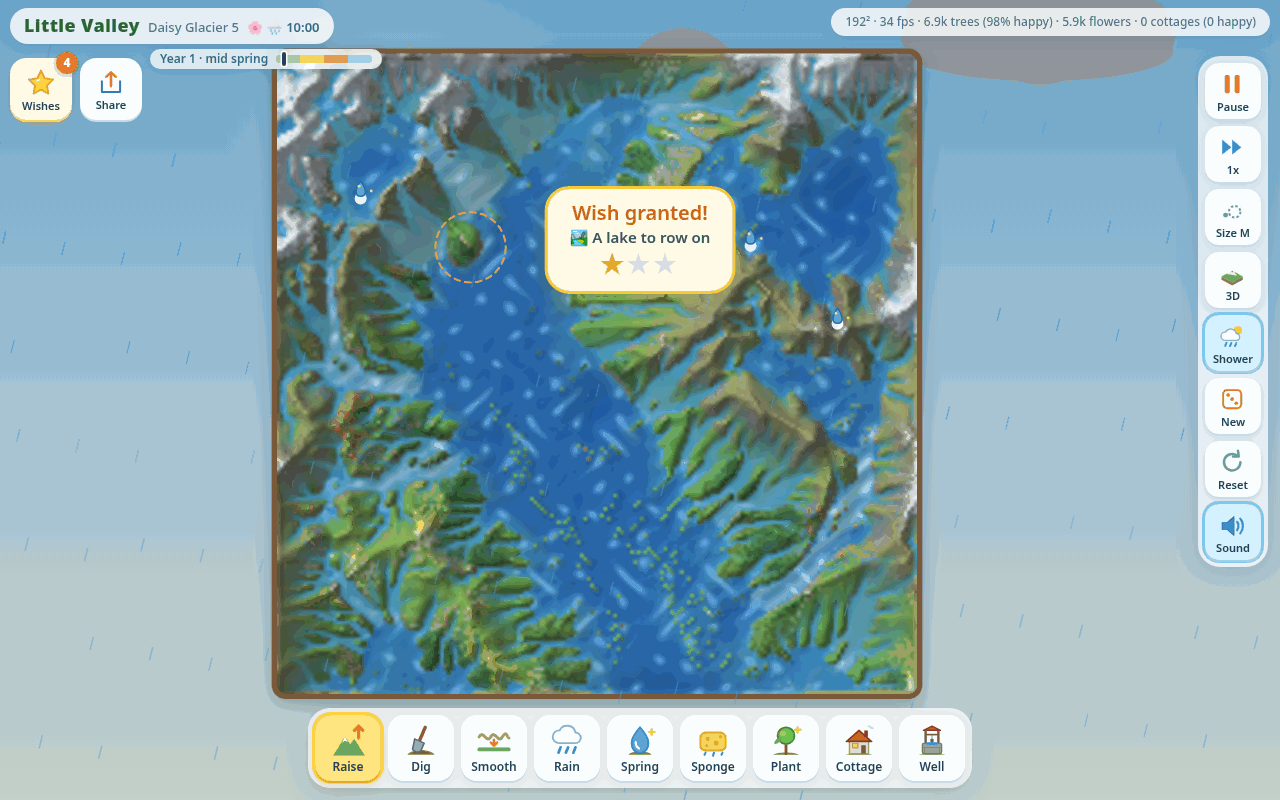 Little Valley Daisy Glacier 5 10:00
192² · 34 fps · 6.9k trees (98% happy) · 5.9k flowers · 0 cottages (0 happy)
Year 1 · mid spring
4
Wishes
Share
Pause
1x
Size M
3D
Shower
New
Reset
Sound
Wish granted!
A lake to row on
Raise
Dig
Smooth
Rain
Spring
Sponge
Plant
Cottage
Well